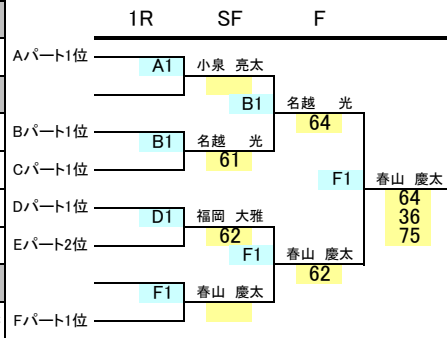 1R SF F
Aパート1位
A1 小泉 亮太
B1 名越 光
64
Bパート1位
B1 名越 光
61
Cパート1位
F1 春山 慶太
64
36
75
Dパート1位
D1 福岡 大雅
62
Eパート2位
F1 春山 慶太
62
F1 春山 慶太
Fパート1位